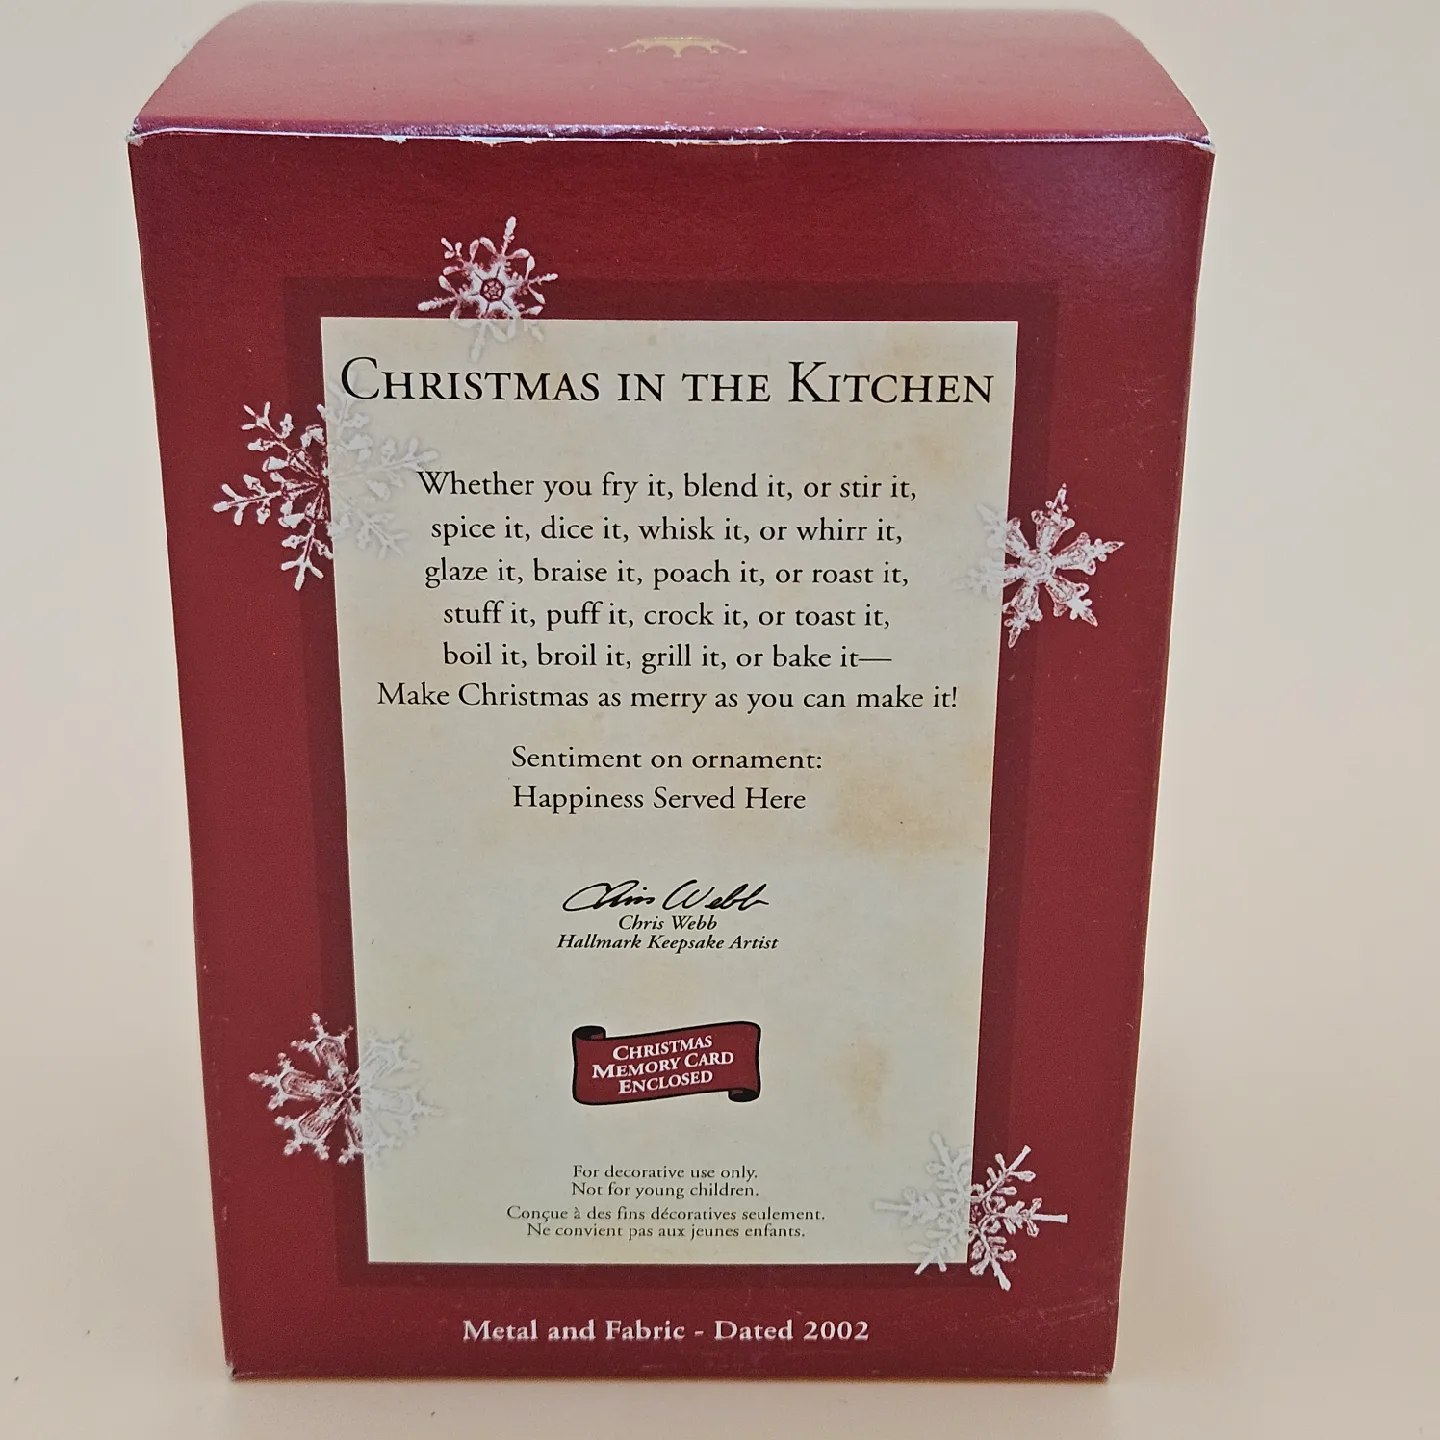 CHRISTMAS IN THE KITCHEN
Whether you fry it, blend it, or stir it,
spice it, dice it, whisk it, or whirr it,
glaze it, braise it, poach it, or roast it,
stuff it, puff it, crock it, or toast it,
boil it, broil it, grill it, or bake it—
Make Christmas as merry as you can make it!
Sentiment on ornament:
Happiness Served Here
Chris Webb
Chris Webb
Hallmark Keepsake Artist
CHRISTMAS
MEMORY CARD
ENCLOSED
For decorative use only.
Not for young children.
Conçue à des fins décoratives seulement.
Ne convient pas aux jeunes enfants.
Metal and Fabric - Dated 2002